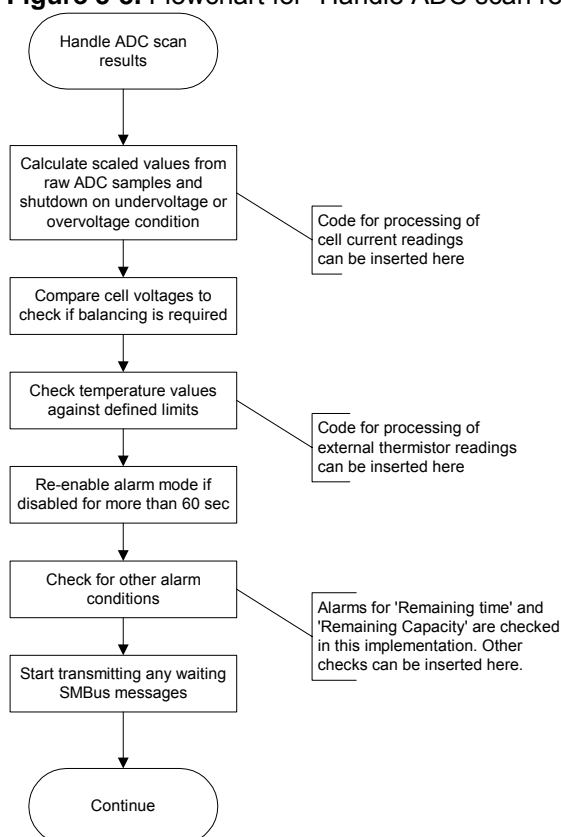 Flowchart for "Handle ADC scan re
Handle ADC scan
results
Calculate scaled values from
raw ADC samples and
shutdown on undervoltage or
overvoltage condition
Code for processing of
cell current readings
can be inserted here
Compare cell voltages to
check if balancing is required
Check temperature values
against defined limits
Code for processing of
external thermistor readings
can be inserted here
Re-enable alarm mode if
disabled for more than 60 sec
Check for other alarm
conditions
Alarms for 'Remaining time' and
'Remaining Capacity' are checked
in this implementation. Other
checks can be inserted here.
Start transmitting any waiting
SMBus messages
Continue